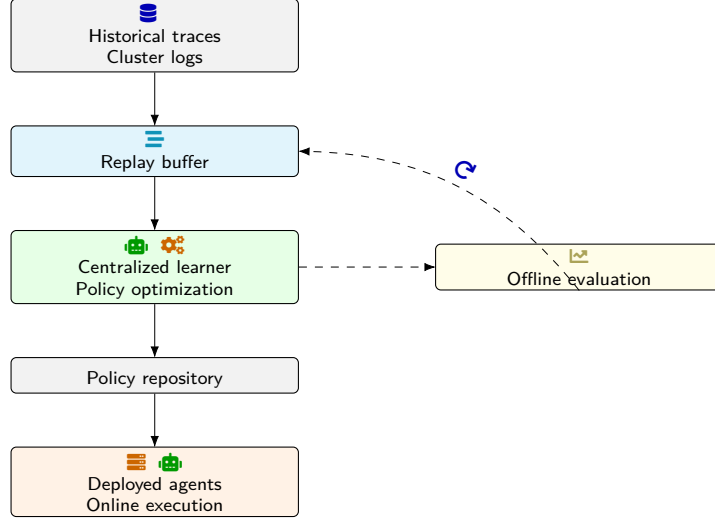 Historical traces
Cluster logs
Replay buffer
Centralized learner
Policy optimization
Offline evaluation
Policy repository
Deployed agents
Online execution